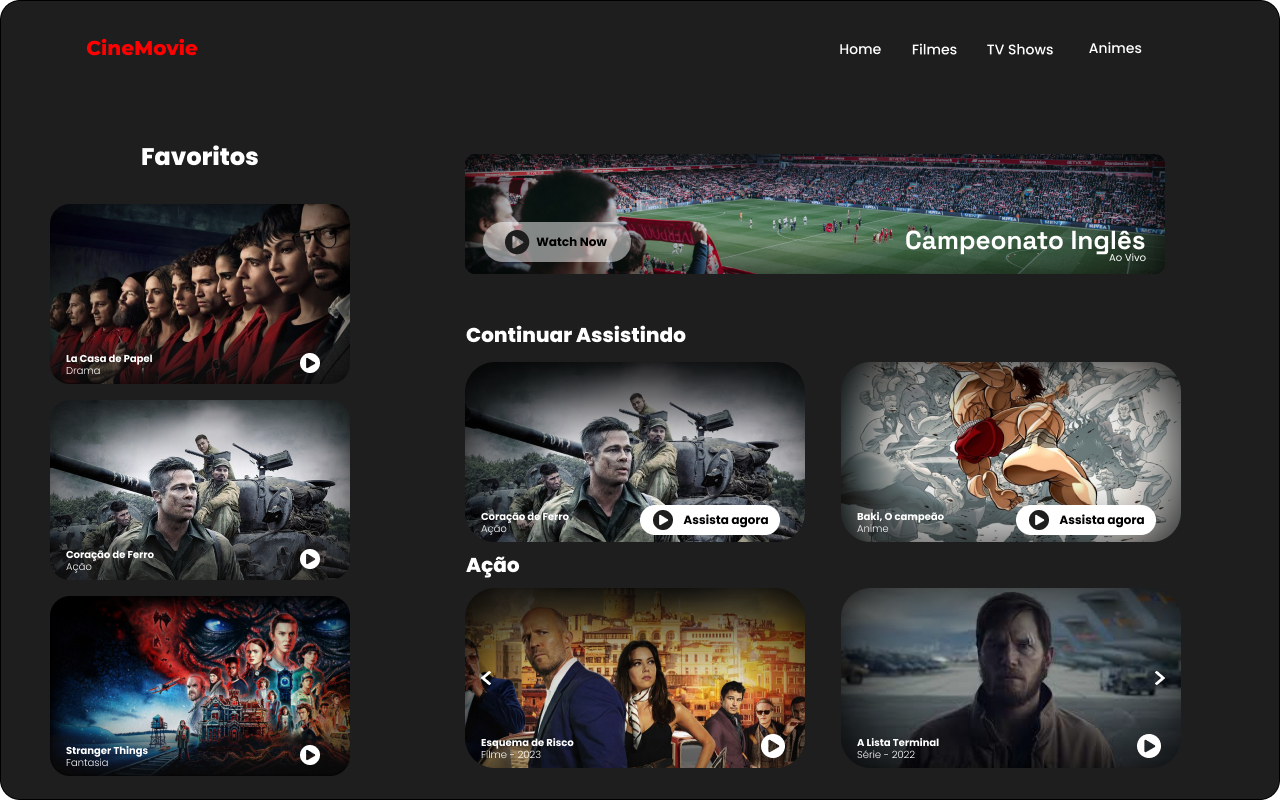 CineMovie
Home
Filmes
TV Shows
Animes
Favoritos
La Casa de Papel
Drama
FURY
Coração de Ferro
Ação
Stranger Things
Fantasia
Watch Now
Campeonato Inglês
Ao Vivo
Continuar Assistindo
FURY
Coração de Ferro
Ação
Assista agora
Baki, O campeão
Anime
Assista agora
Ação
Esquema de Risco
Filme - 2023
A Lista Terminal
Série - 2022